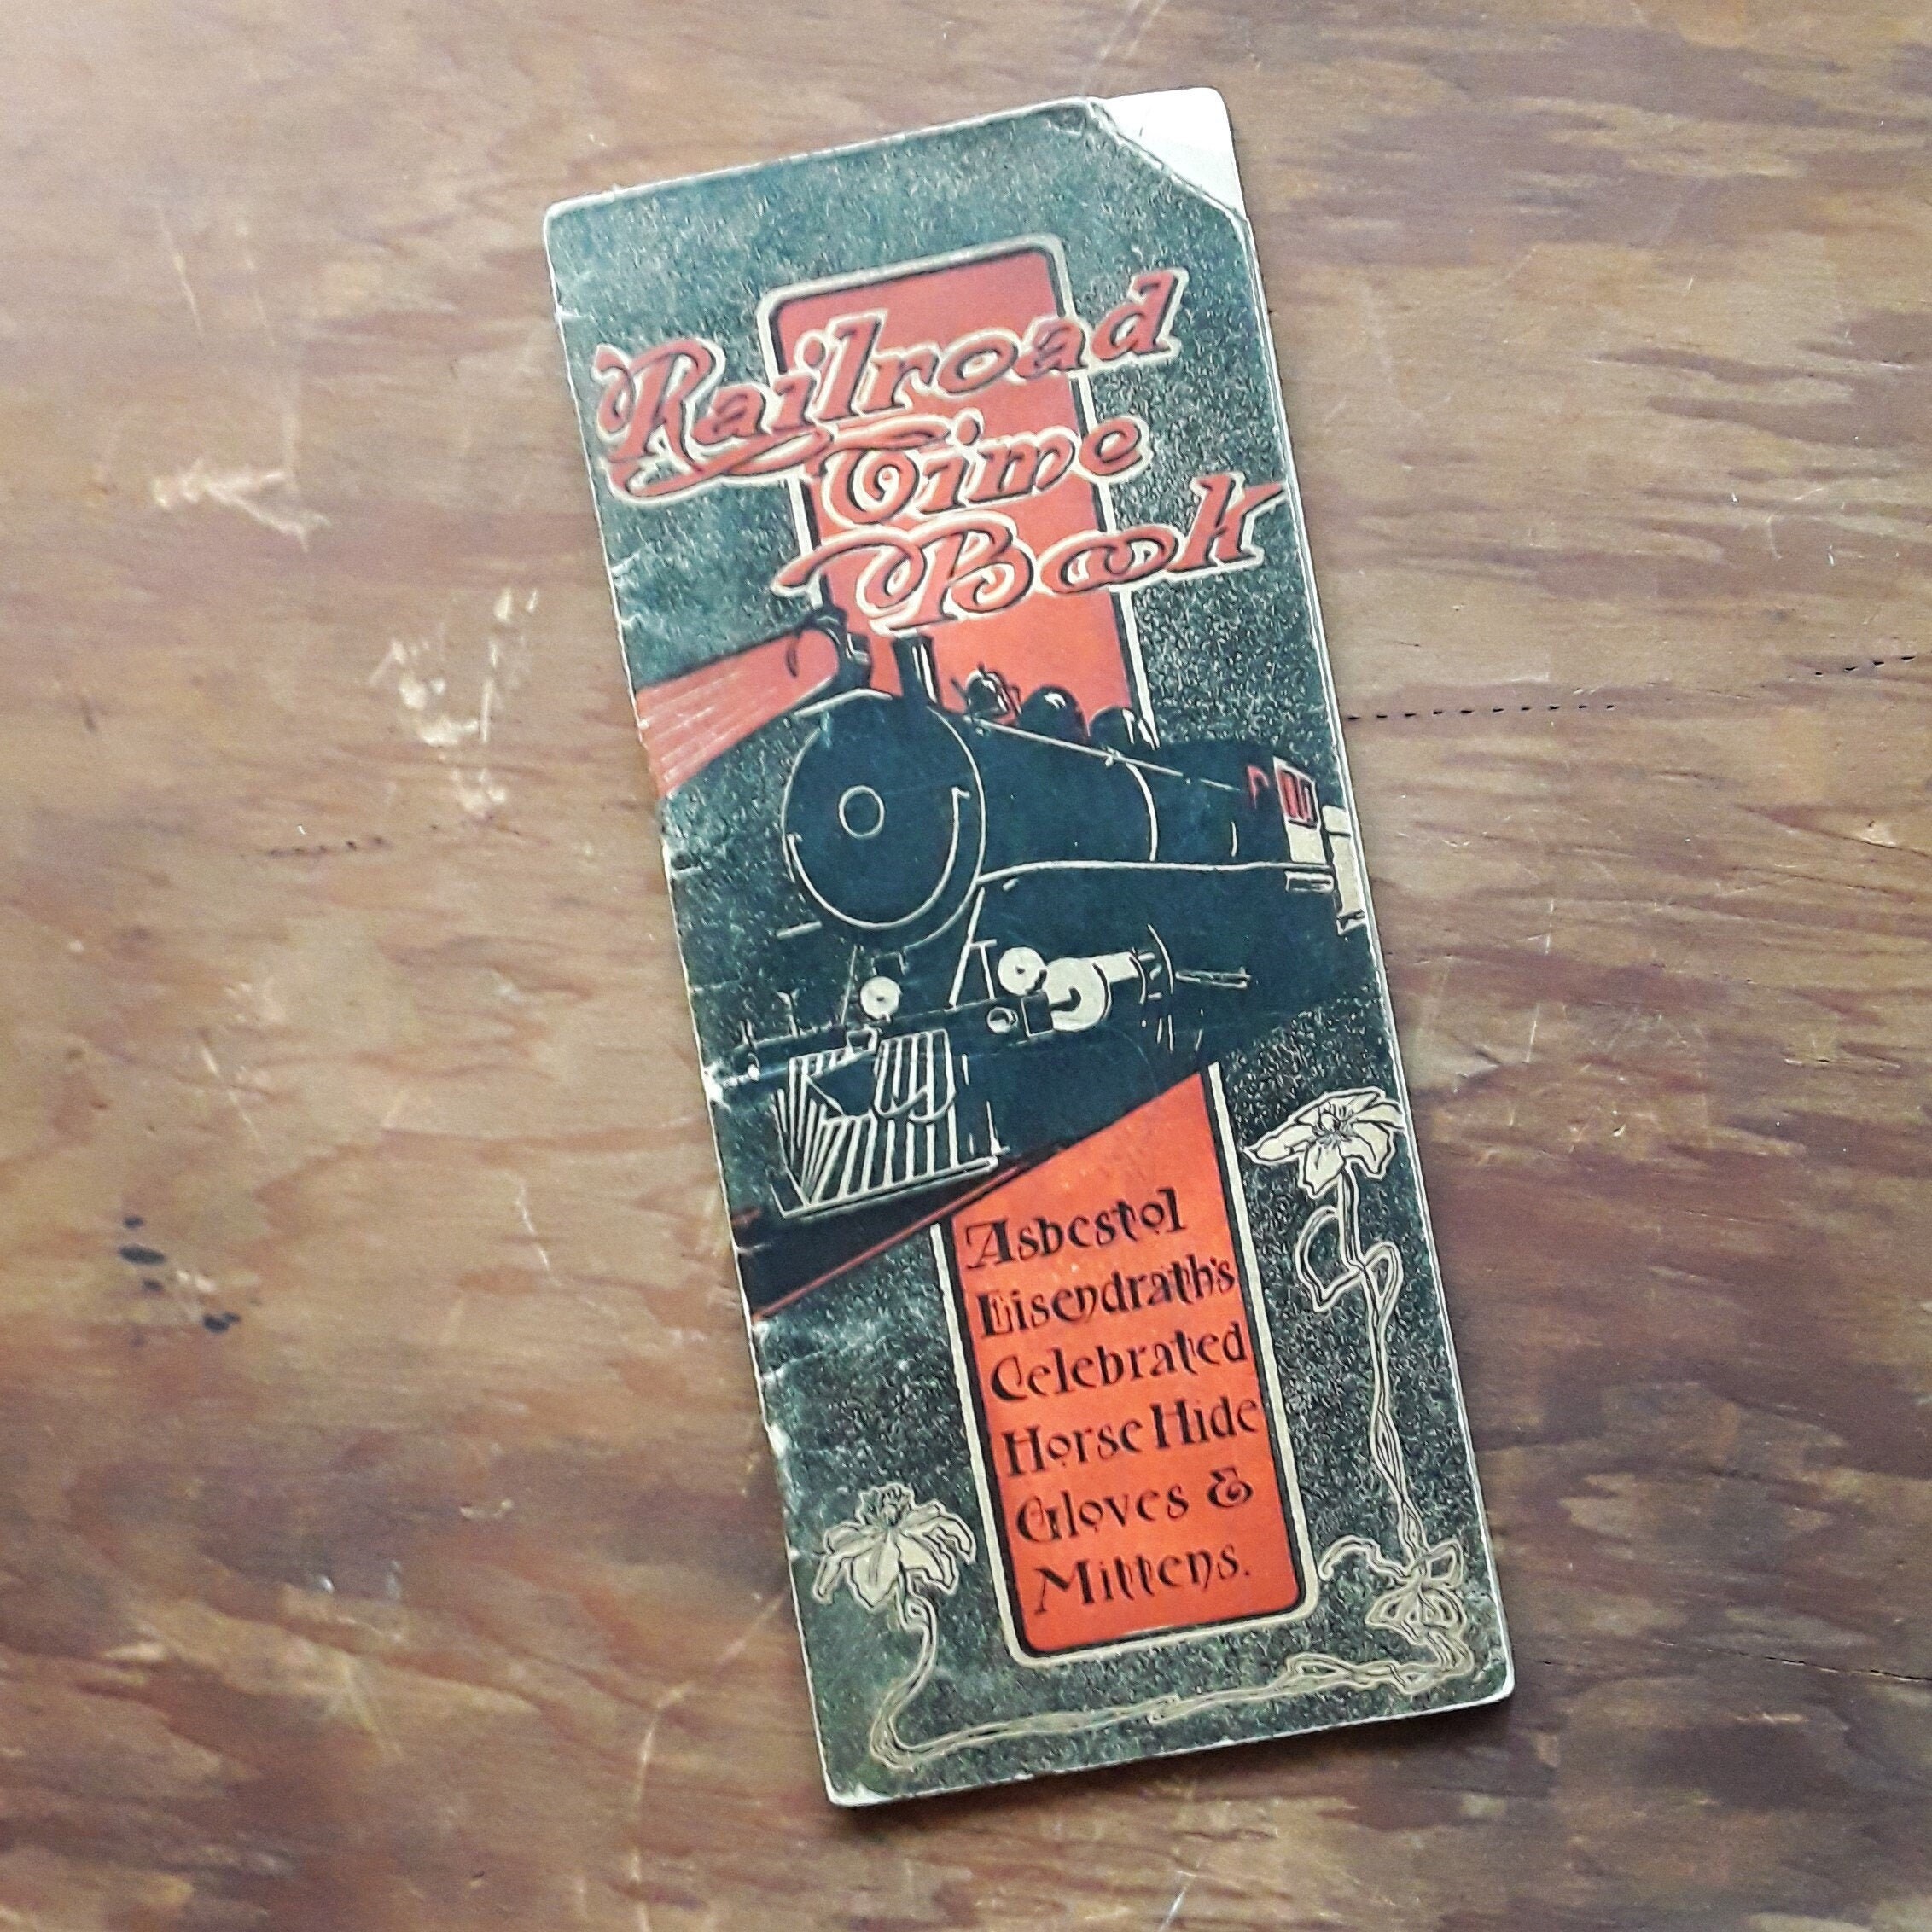 Railroad
Time
Book
Asbestol
Eisendrath's
Celebrated
Horse Hide
Gloves &
Mittens.